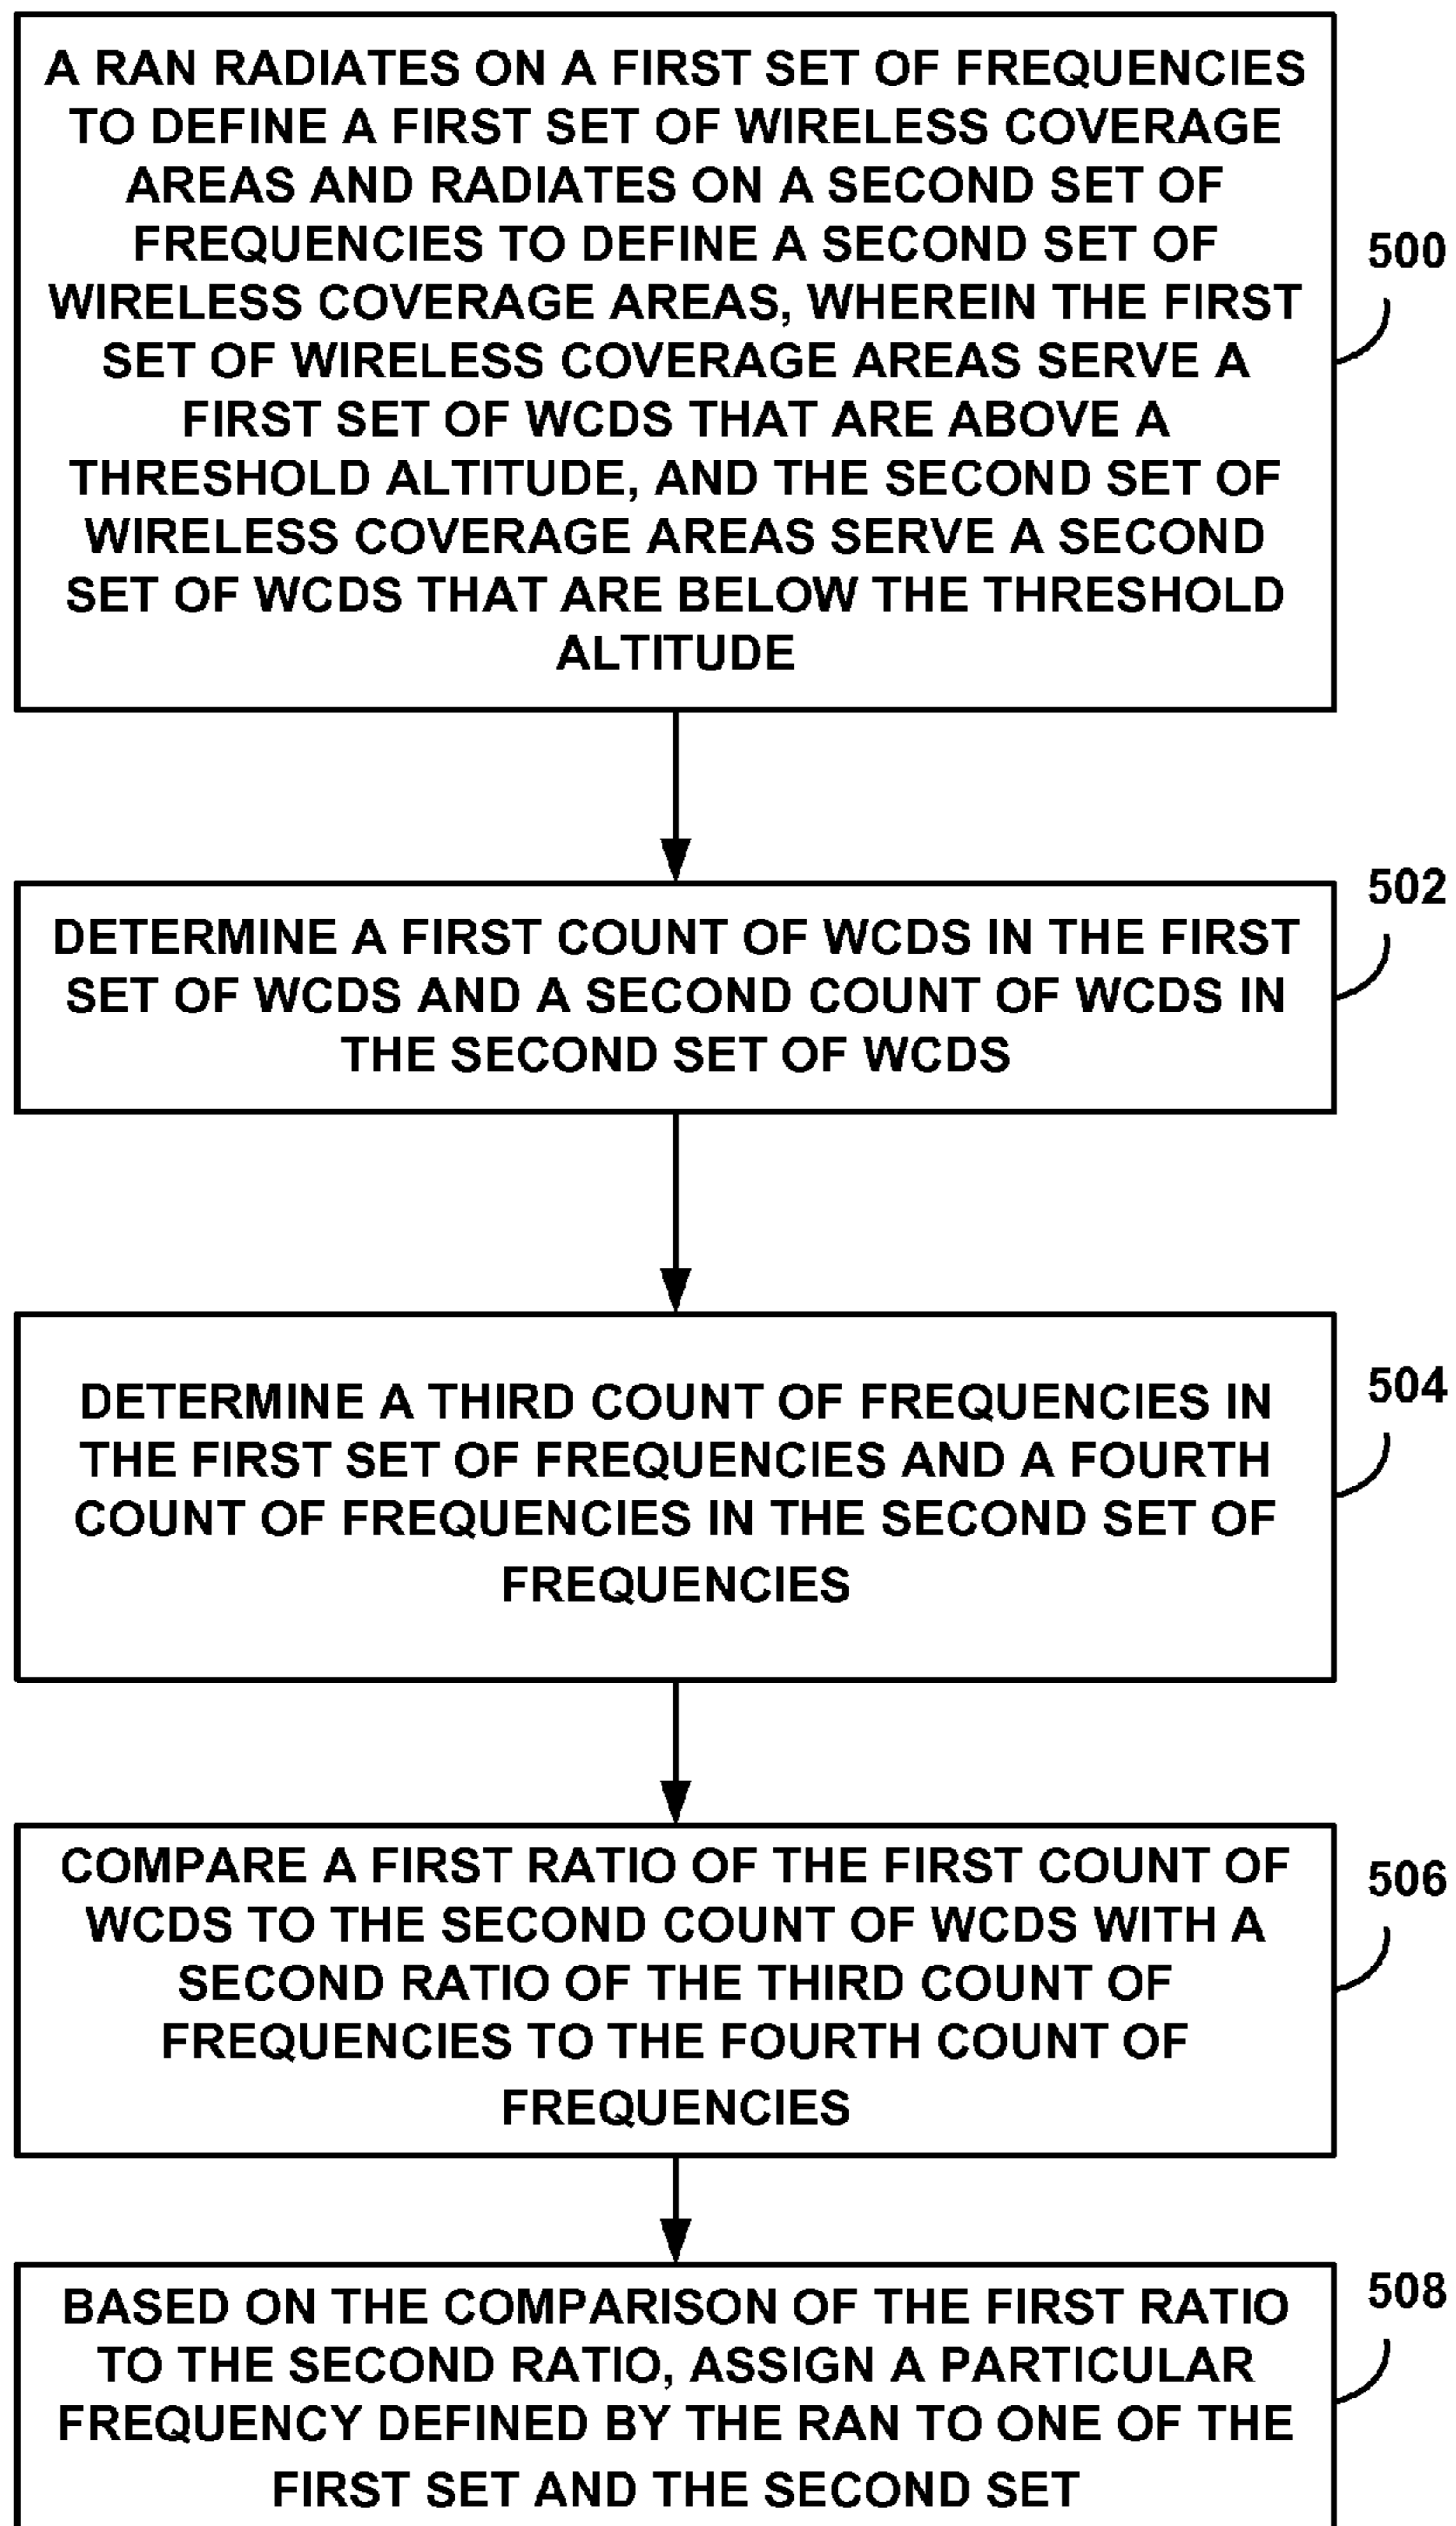 A RAN RADIATES ON A FIRST SET OF FREQUENCIES
TO DEFINE A FIRST SET OF WIRELESS COVERAGE
AREAS AND RADIATES ON A SECOND SET OF
FREQUENCIES TO DEFINE A SECOND SET OF
WIRELESS COVERAGE AREAS, WHEREIN THE FIRST
SET OF WIRELESS COVERAGE AREAS SERVE A
FIRST SET OF WCDS THAT ARE ABOVE A
THRESHOLD ALTITUDE, AND THE SECOND SET OF
WIRELESS COVERAGE AREAS SERVE A SECOND
SET OF WCDS THAT ARE BELOW THE THRESHOLD
ALTITUDE
500
502
DETERMINE A FIRST COUNT OF WCDS IN THE FIRST
SET OF WCDS AND A SECOND COUNT OF WCDS IN
THE SECOND SET OF WCDS
504
DETERMINE A THIRD COUNT OF FREQUENCIES IN
THE FIRST SET OF FREQUENCIES AND A FOURTH
COUNT OF FREQUENCIES IN THE SECOND SET OF
FREQUENCIES
506
COMPARE A FIRST RATIO OF THE FIRST COUNT OF
WCDS TO THE SECOND COUNT OF WCDS WITH A
SECOND RATIO OF THE THIRD COUNT OF
FREQUENCIES TO THE FOURTH COUNT OF
FREQUENCIES
508
BASED ON THE COMPARISON OF THE FIRST RATIO
TO THE SECOND RATIO, ASSIGN A PARTICULAR
FREQUENCY DEFINED BY THE RAN TO ONE OF THE
FIRST SET AND THE SECOND SET